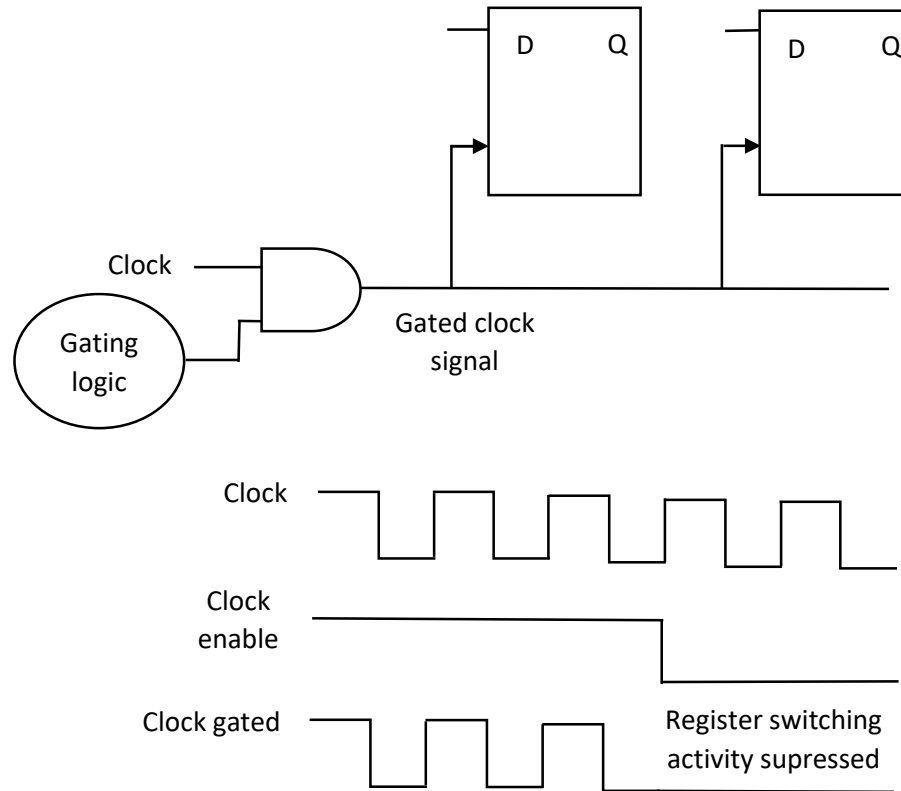 D Q
D Q
Clock
Gating
logic
Gated clock
signal
Clock
Clock
enable
Clock gated
Register switching
activity supressed